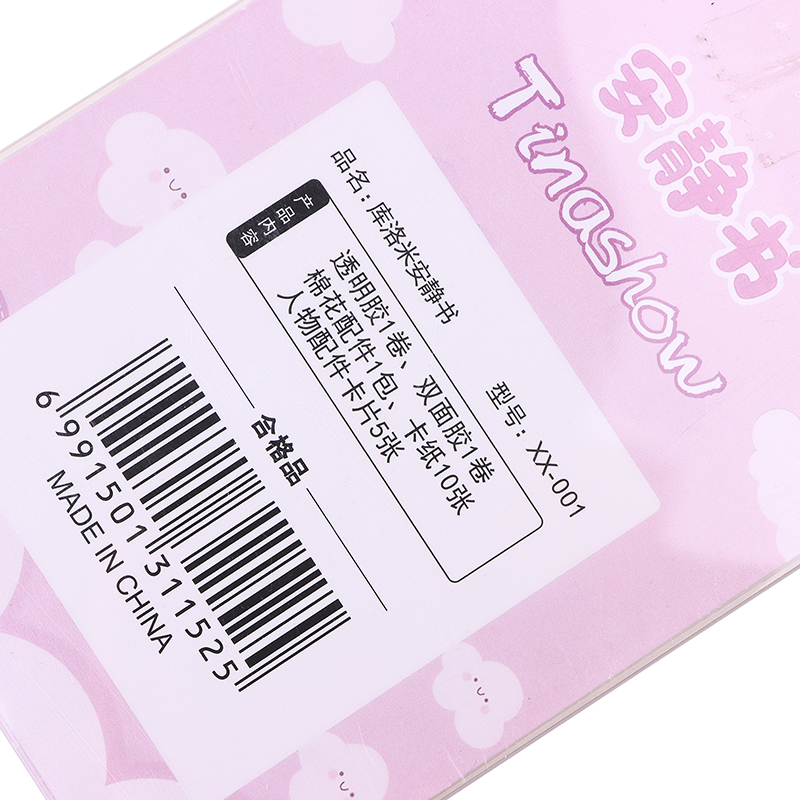 安静书
Tinashow
品名：库洛米安静书
型号：XX-001
产品内容
透明胶1卷、双面胶1卷
棉花配件1包、卡纸10张
人物配件卡片5张
合格品
6 991501 311525
MADE IN CHINA